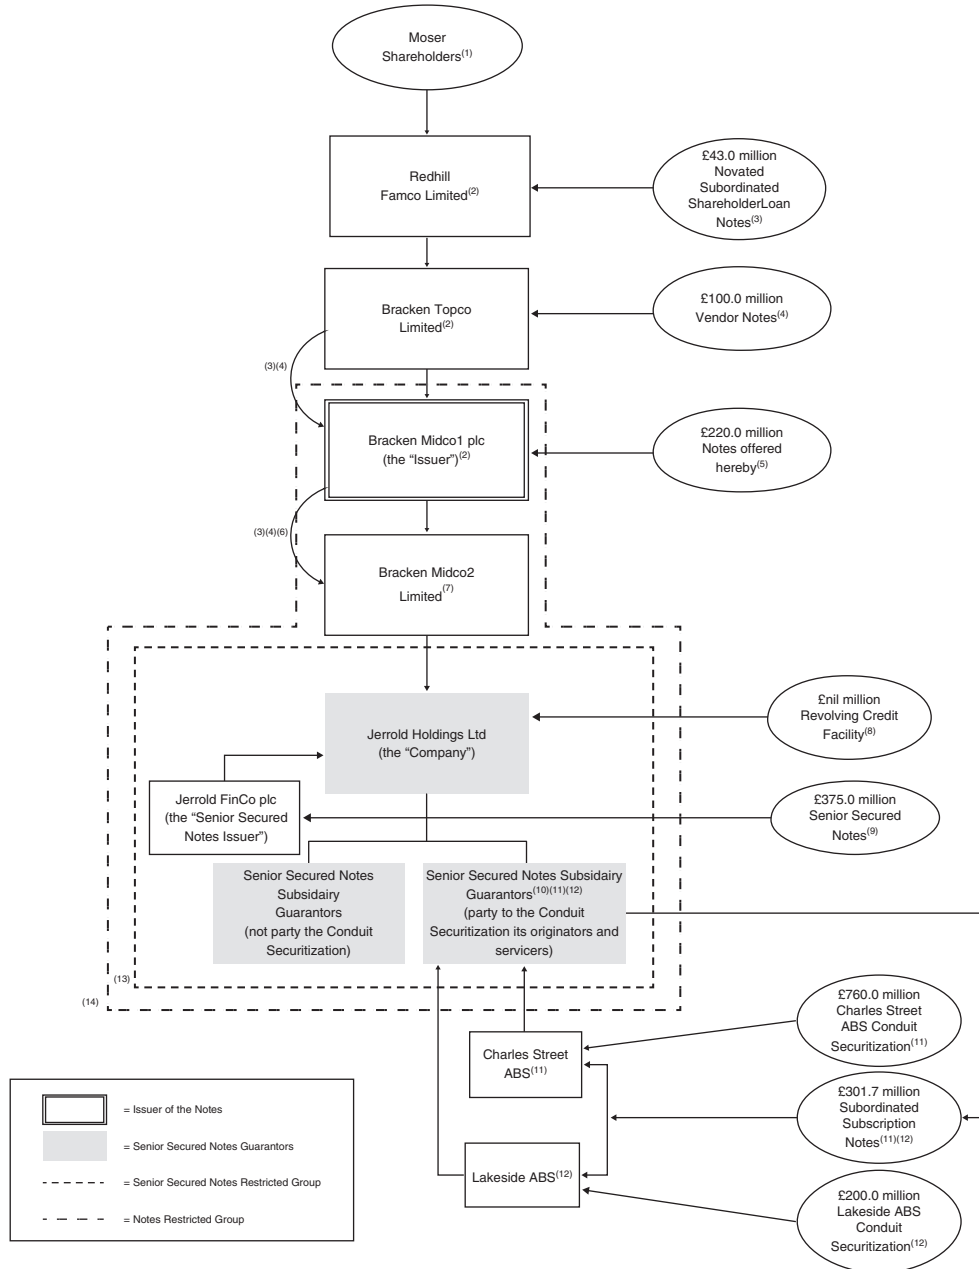 Moser
Shareholders(1)
Redhill
Famco Limited(2)
£43.0 million
Novated
Subordinated
ShareholderLoan
Notes(3)
Bracken Topco
Limited(2)
£100.0 million
Vendor Notes(4)
(3)(4)
Bracken Midco1 plc
(the “Issuer”)(2)
£220.0 million
Notes offered
hereby(5)
(3)(4)(6)
Bracken Midco2
Limited(7)
Jerrold Holdings Ltd
(the “Company”)
£nil million
Revolving Credit
Facility(8)
Jerrold FinCo plc
(the “Senior Secured
Notes Issuer”)
£375.0 million
Senior Secured
Notes(9)
Senior Secured Notes
Subsidairy
Guarantors
(not party the Conduit
Securitization)
Senior Secured Notes Subsidairy
Guarantors(10)(11)(12)
(party to the Conduit
Securitization its originators and
servicers)
(13)
(14)
£760.0 million
Charles Street
ABS Conduit
Securitization(11)
Charles Street
ABS(11)
£301.7 million
Subordinated
Subscription
Notes(11)(12)
Lakeside ABS(12)
£200.0 million
Lakeside ABS
Conduit
Securitization(12)
= Issuer of the Notes
= Senior Secured Notes Guarantors
= Senior Secured Notes Restricted Group
= Notes Restricted Group